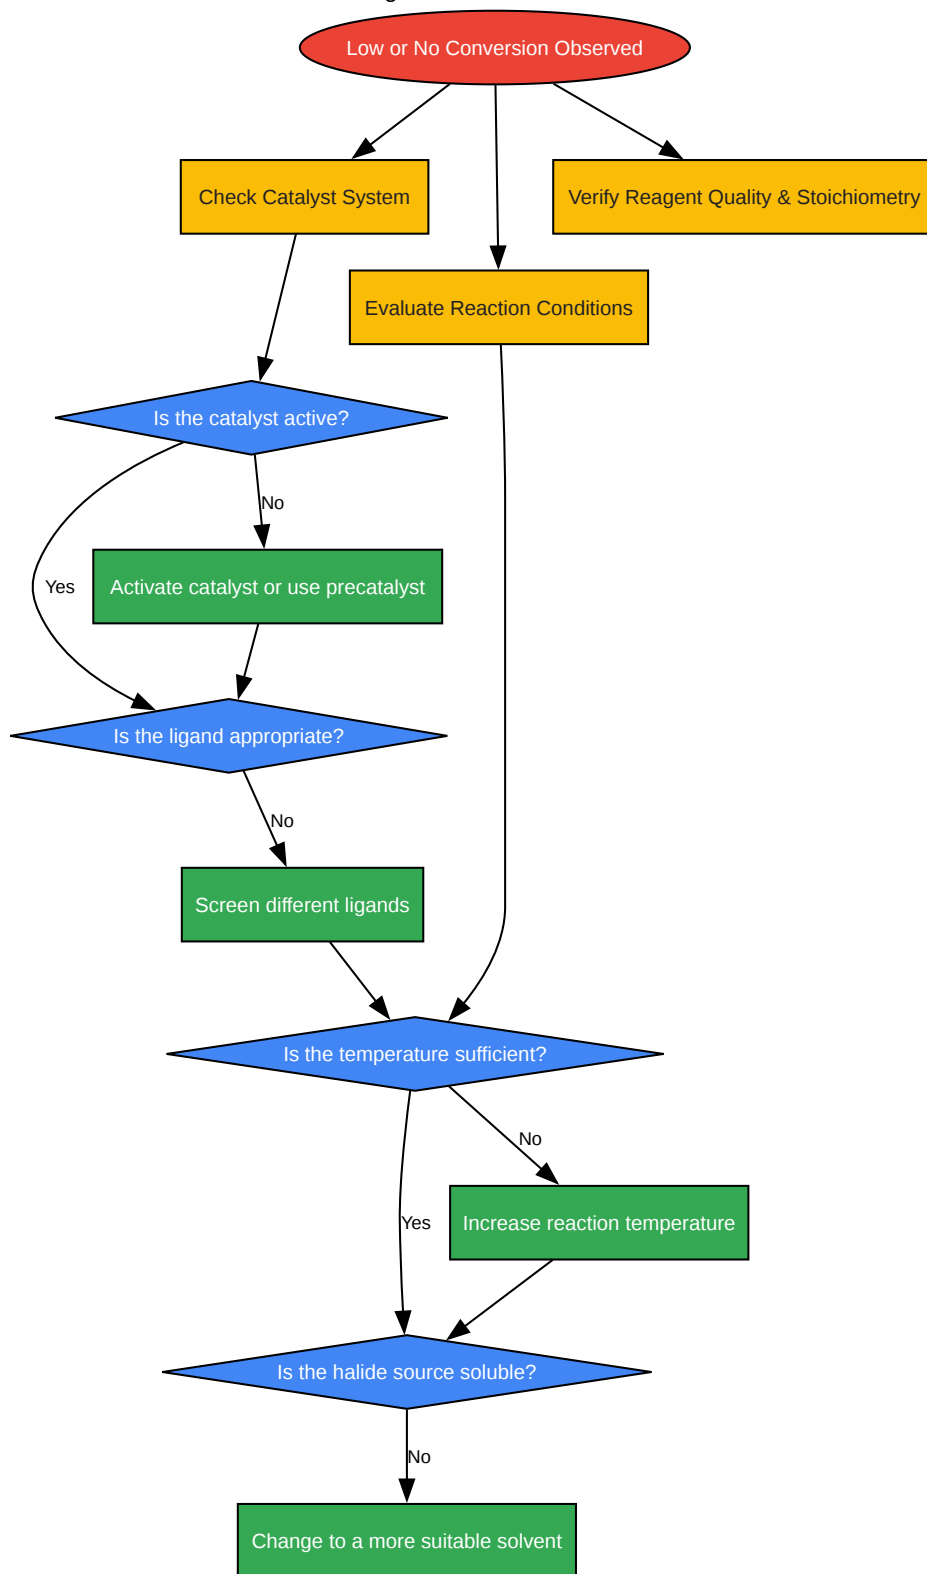 Low or No Conversion Observed
Check Catalyst System
Verify Reagent Quality & Stoichiometry
Evaluate Reaction Conditions
Is the catalyst active?
No
Yes
Activate catalyst or use precatalyst
Is the ligand appropriate?
No
Screen different ligands
Is the temperature sufficient?
No
Yes
Increase reaction temperature
Is the halide source soluble?
No
Change to a more suitable solvent